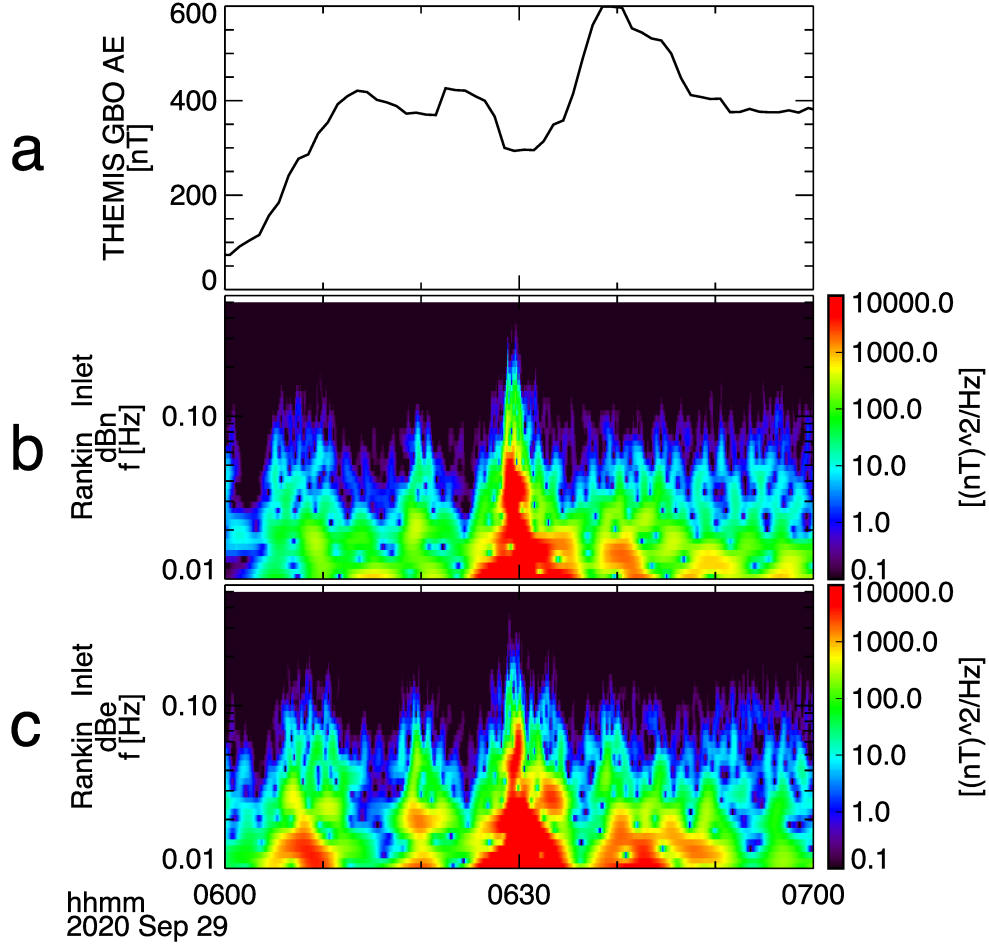 a
THEMIS GBO AE
[nT]
600
400
200
0
b
Rankin Inlet
dBn
f [Hz]
0.10
0.01
10000.0
1000.0
100.0
10.0
1.0
0.1
[(nT)^2/Hz]
c
Rankin Inlet
dBe
f [Hz]
0.10
0.01
10000.0
1000.0
100.0
10.0
1.0
0.1
[(nT)^2/Hz]
0600 0630 0700
hhmm
2020 Sep 29